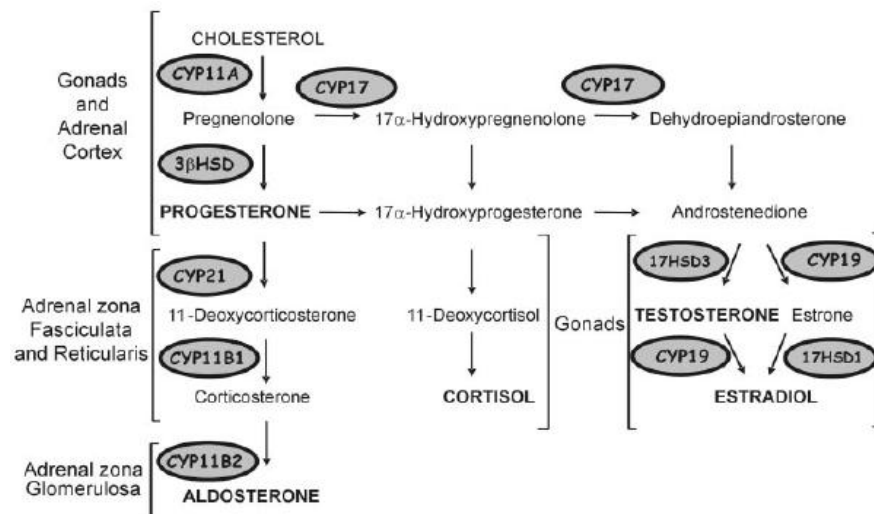 CHOLESTEROL
CYP11A
CYP17
CYP17
Gonads
and
Adrenal
Cortex
Pregnenolone
17α-Hydroxypregnenolone
Dehydroepiandrosterone
3βHSD
PROGESTERONE
17α-Hydroxyprogesterone
Androstenedione
CYP21
17HSD3
CYP19
Adrenal zona
Fasciculata
and Reticularis
11-Deoxycorticosterone
11-Deoxycortisol
Gonads
TESTOSTERONE
Estrone
CYP11B1
CYP19
17HSD1
Corticosterone
CORTISOL
ESTRADIOL
Adrenal zona
Glomerulosa
CYP11B2
ALDOSTERONE